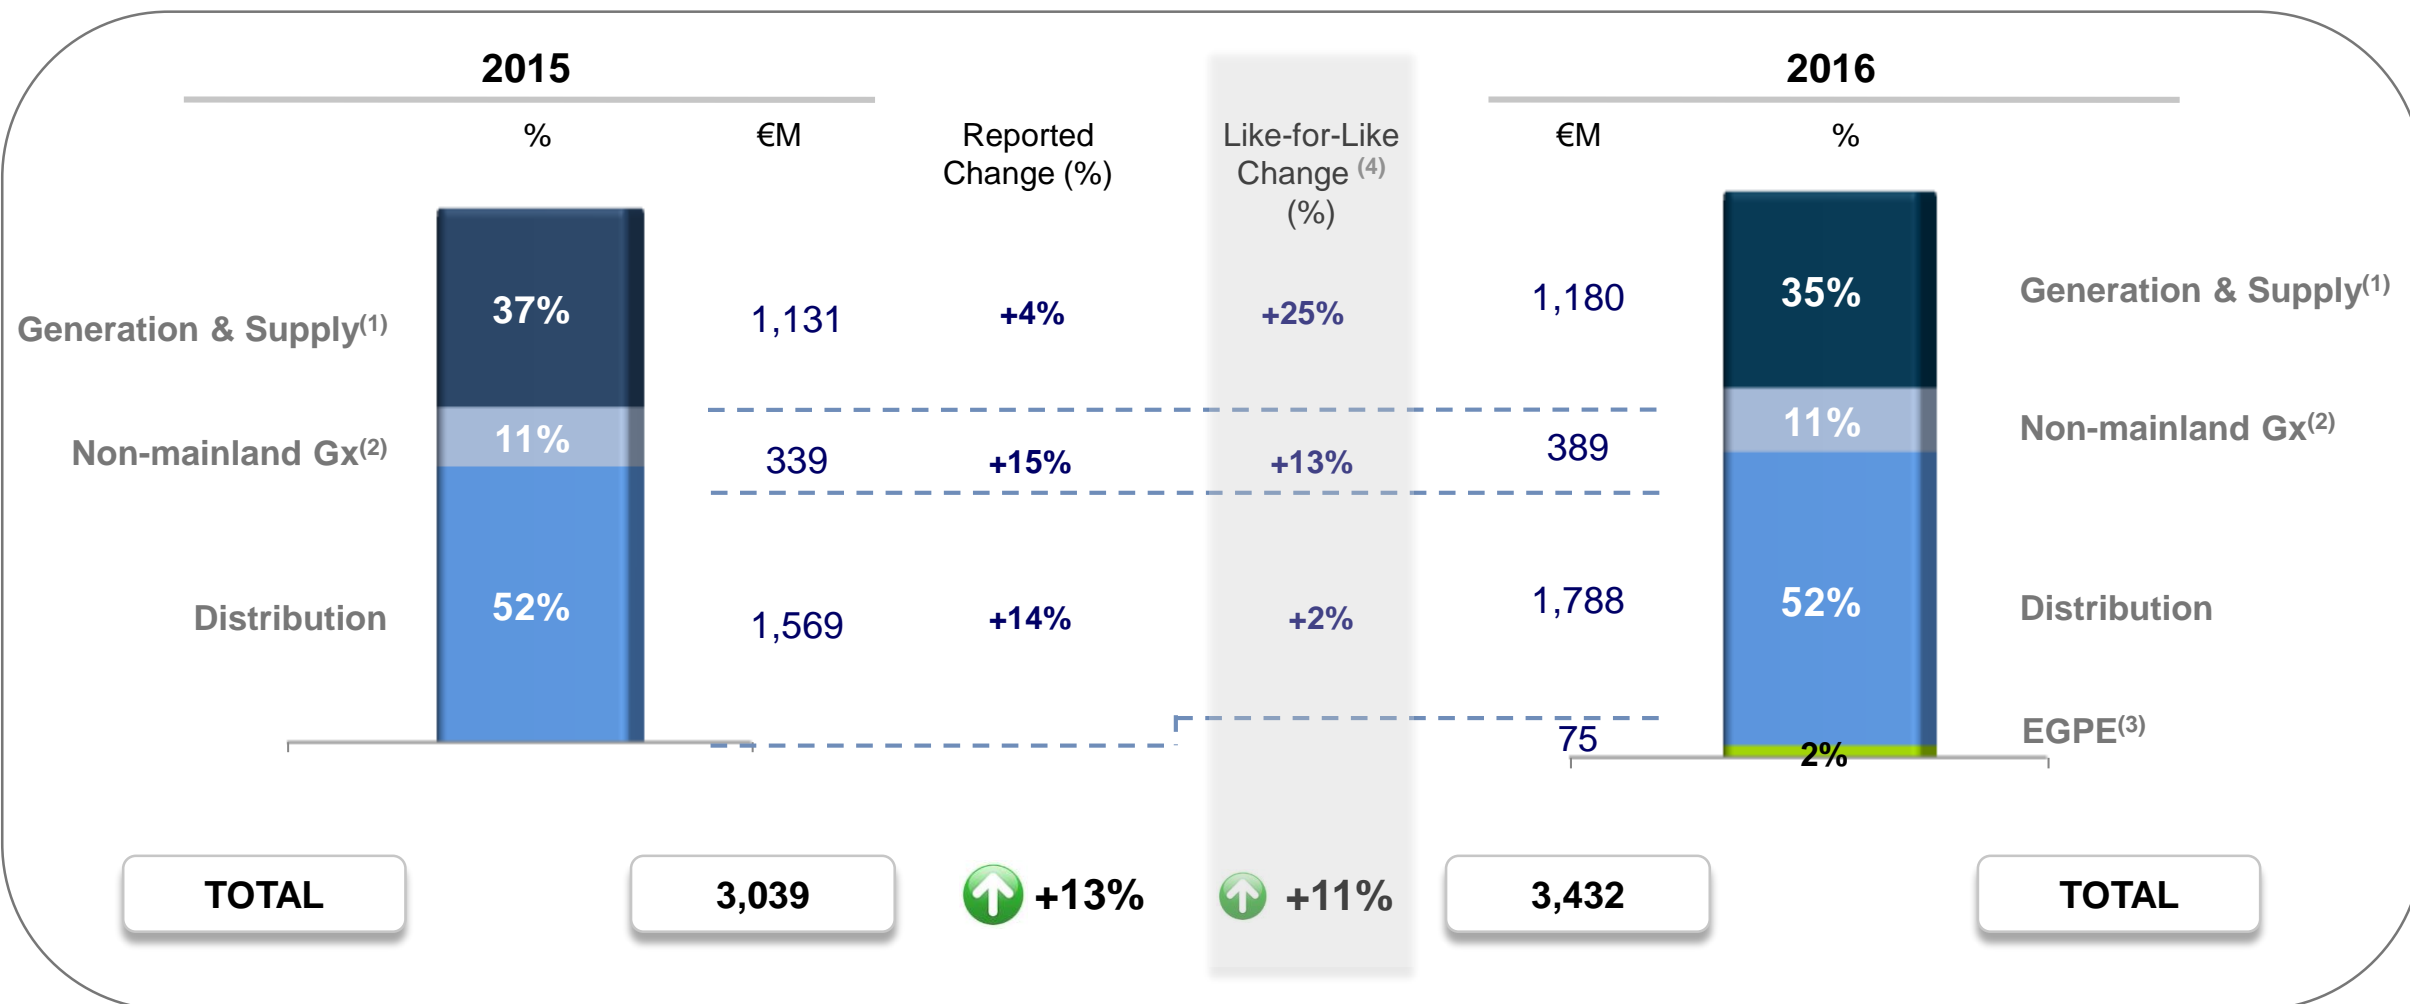 2015
2016
%
€M
Reported
Change (%)
Like-for-Like
Change (4)
(%)
€M
%
Generation & Supply(1)
37%
1,131
+4%
+25%
1,180
35%
Generation & Supply(1)
Non-mainland Gx(2)
11%
339
+15%
+13%
389
11%
Non-mainland Gx(2)
Distribution
52%
1,569
+14%
+2%
1,788
52%
Distribution
75
2%
EGPE(3)
TOTAL
3,039
+13%
+11%
3,432
TOTAL